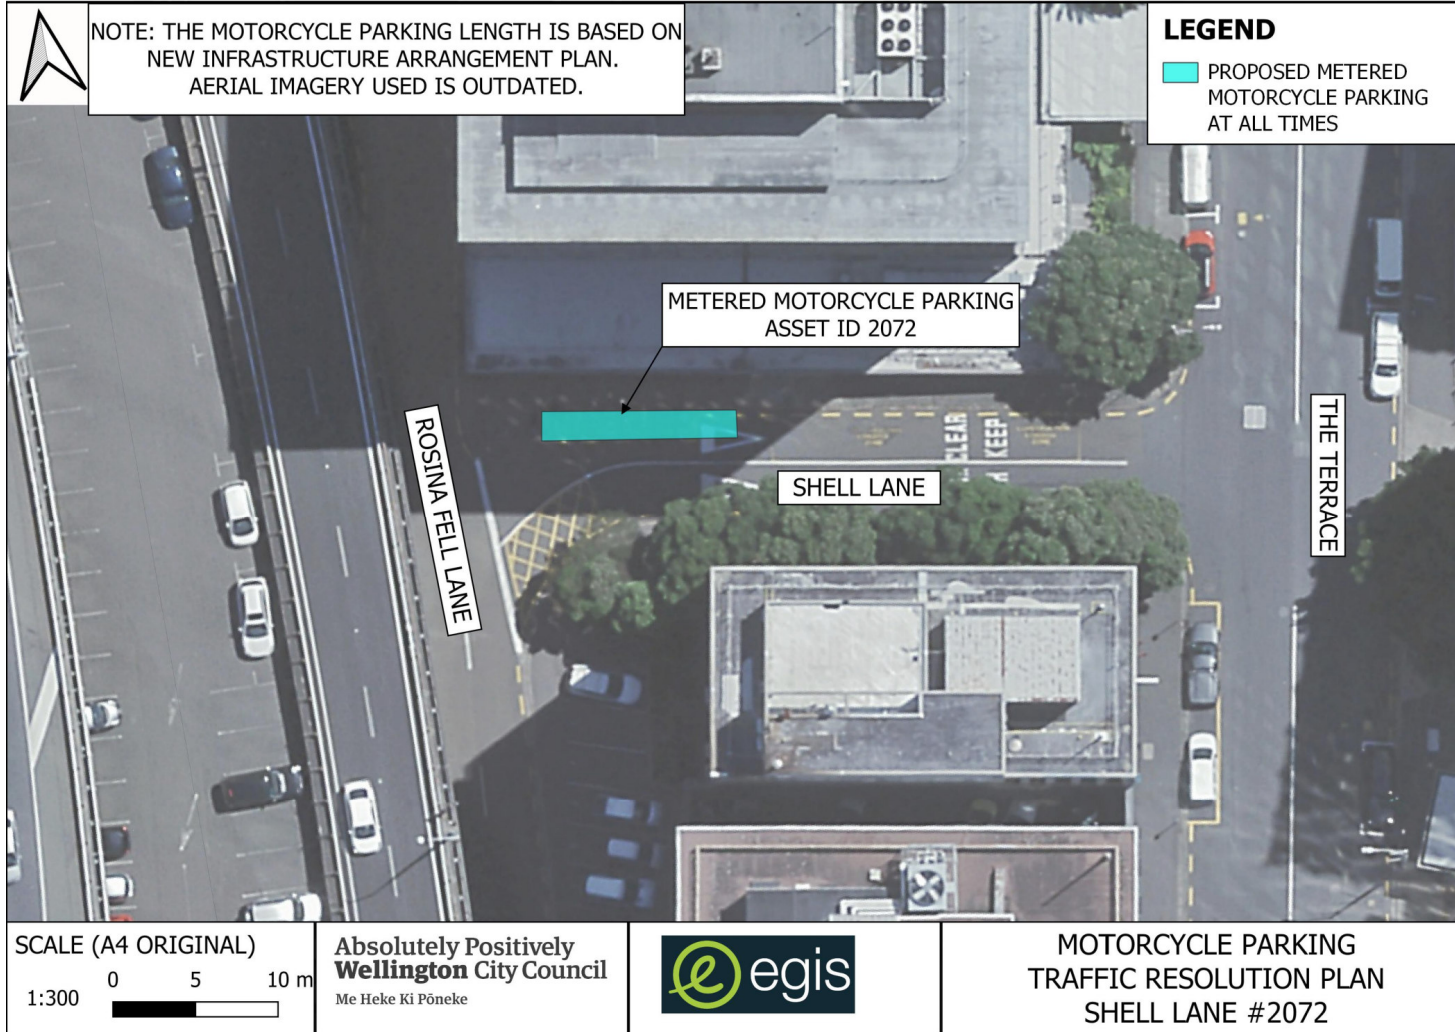 NOTE: THE MOTORCYCLE PARKING LENGTH IS BASED ON
NEW INFRASTRUCTURE ARRANGEMENT PLAN.
AERIAL IMAGERY USED IS OUTDATED.
LEGEND
PROPOSED METERED
MOTORCYCLE PARKING
AT ALL TIMES
METERED MOTORCYCLE PARKING
ASSET ID 2072
ROSINA FELL LANE
CLEAR
KEEP
SHELL LANE
THE TERRACE
SCALE (A4 ORIGINAL)
0 5 10 m
1:300
Absolutely Positively
Wellington City Council
Me Heke Ki Pōneke
egis
MOTORCYCLE PARKING
TRAFFIC RESOLUTION PLAN
SHELL LANE #2072